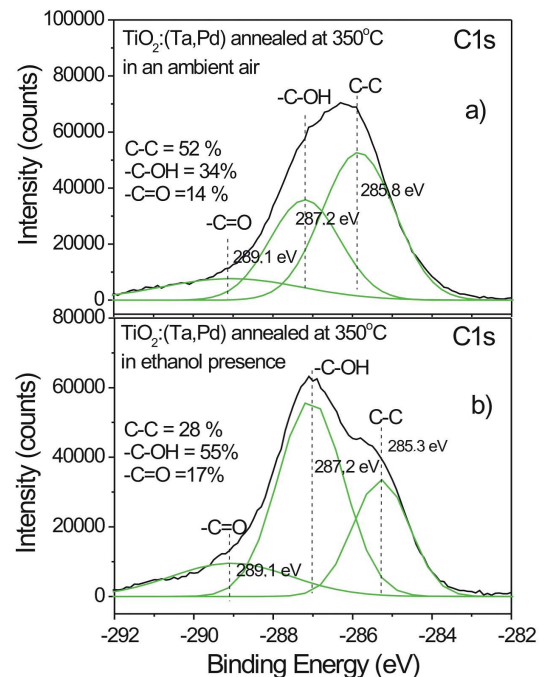 TiO2:(Ta,Pd) annealed at 350°C
in an ambient air
C1s
a)
C-C
-C-OH
C-C = 52 %
-C-OH = 34%
-C=O =14 %
-C=O
289.1 eV
287.2 eV
285.8 eV
Intensity (counts)
100000
80000
60000
40000
20000
0
TiO2:(Ta,Pd) annealed at 350°C
in ethanol presence
C1s
b)
-C-OH
C-C
285.3 eV
C-C = 28 %
-C-OH = 55%
-C=O =17%
287,2 eV
-C=O
289.1 eV
Intensity (counts)
80000
60000
40000
20000
0
-292 -290 -288 -286 -284 -282
Binding Energy (eV)